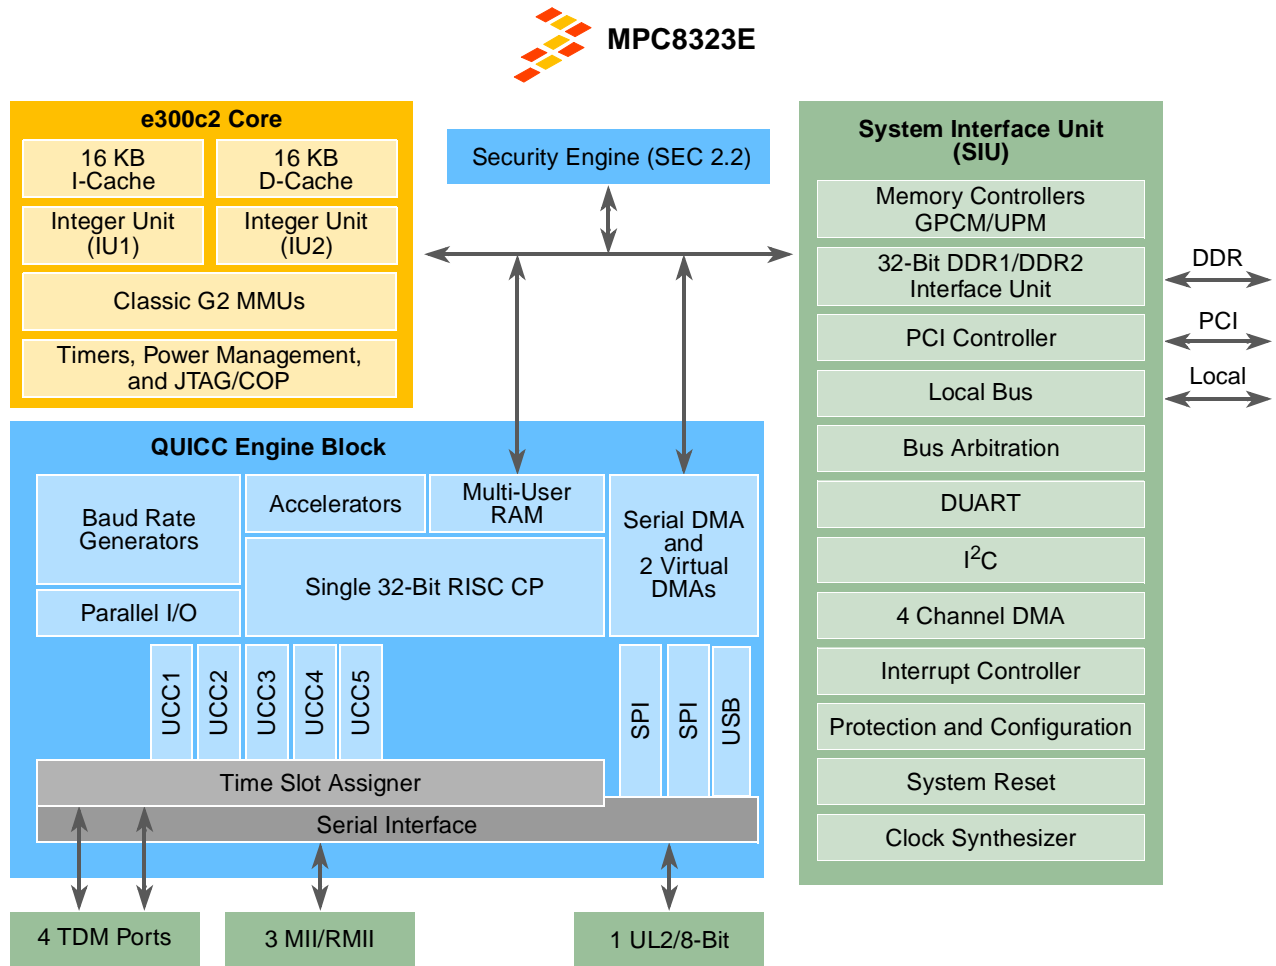 MPC8323E
e300c2 Core
16 KB
I-Cache
16 KB
D-Cache
Integer Unit
(IU1)
Integer Unit
(IU2)
Classic G2 MMUs
Timers, Power Management,
and JTAG/COP
Security Engine (SEC 2.2)
System Interface Unit
(SIU)
Memory Controllers
GPCM/UPM
32-Bit DDR1/DDR2
Interface Unit
PCI Controller
Local Bus
Bus Arbitration
DUART
I²C
4 Channel DMA
Interrupt Controller
Protection and Configuration
System Reset
Clock Synthesizer
DDR
PCI
Local
QUICC Engine Block
Baud Rate
Generators
Parallel I/O
Accelerators
Multi-User
RAM
Single 32-Bit RISC CP
Serial DMA
and
2 Virtual
DMAs
UCC1
UCC2
UCC3
UCC4
UCC5
SPI
SPI
USB
Time Slot Assigner
Serial Interface
4 TDM Ports
3 MII/RMII
1 UL2/8-Bit